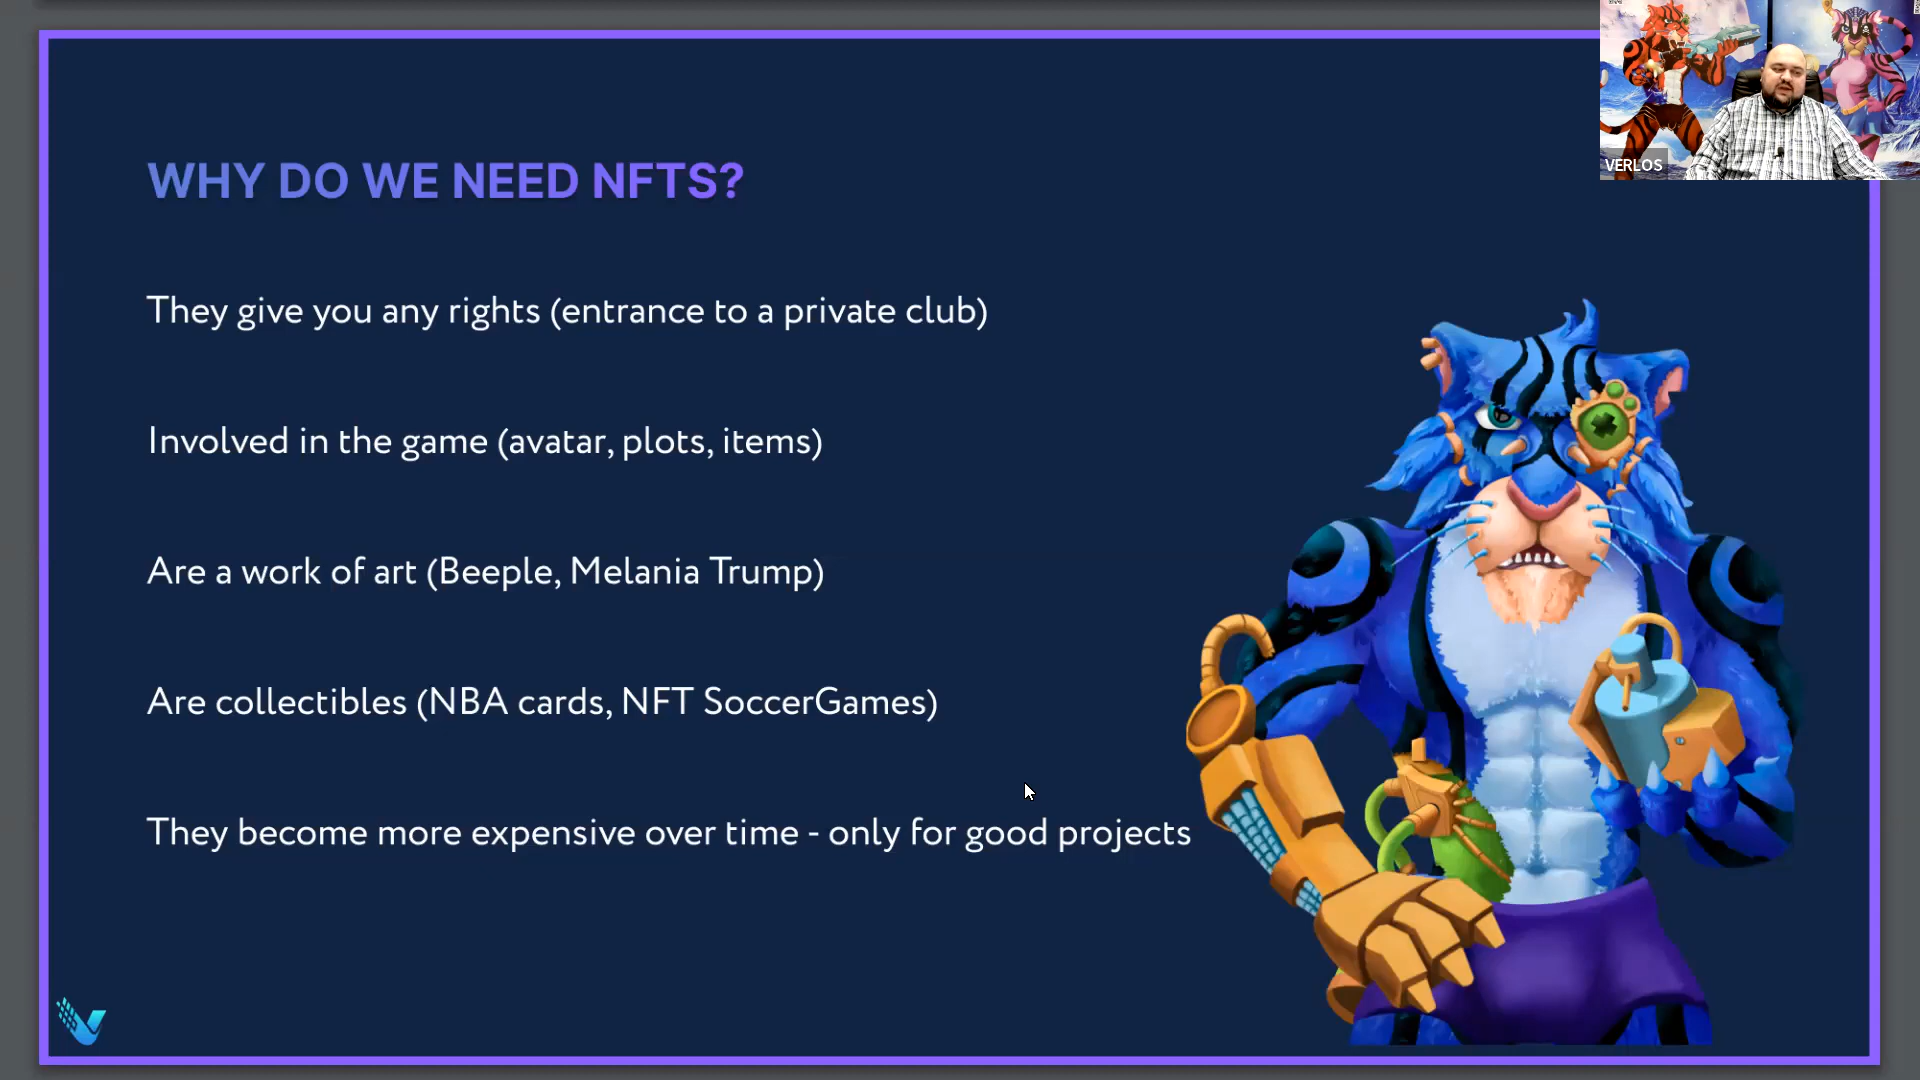 VERLOS
WHY DO WE NEED NFTS?
They give you any rights (entrance to a private club)
Involved in the game (avatar, plots, items)
Are a work of art (Beeple, Melania Trump)
Are collectibles (NBA cards, NFT SoccerGames)
They become more expensive over time - only for good projects